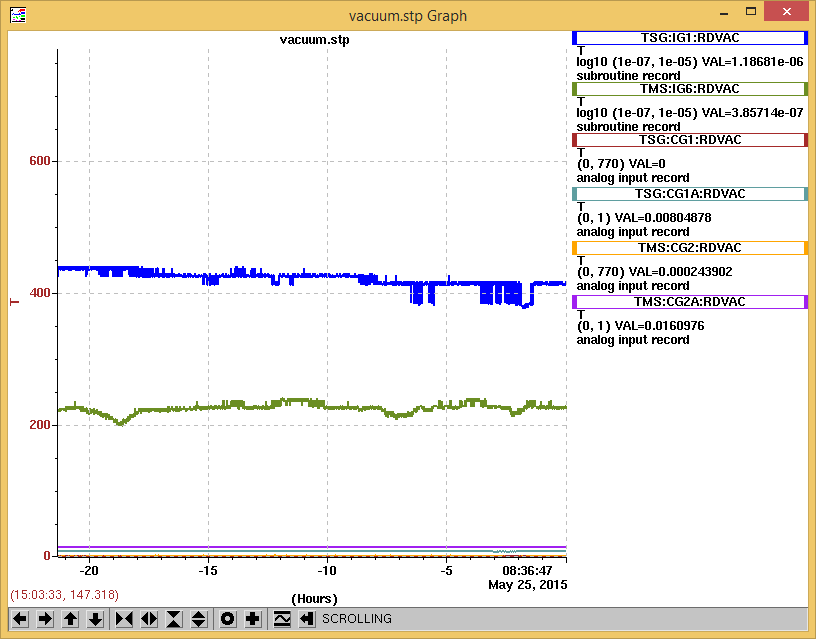 vacuum.stp Graph
vacuum.stp
TSG:IG1:RDVAC
T
log10 (1e-07, 1e-05) VAL=1.18681e-06
subroutine record
TMS:IG6:RDVAC
T
log10 (1e-07, 1e-05) VAL=3.85714e-07
subroutine record
TSG:CG1:RDVAC
T
(0, 770) VAL=0
analog input record
TSG:CG1A:RDVAC
T
(0, 1) VAL=0.00804878
analog input record
TMS:CG2:RDVAC
T
(0, 770) VAL=0.000243902
analog input record
TMS:CG2A:RDVAC
T
(0, 1) VAL=0.0160976
analog input record
600
400
T
200
0
-20 -15 -10 -5 08:36:47
May 25, 2015
(15:03:33, 147.318)
(Hours)
SCROLLING